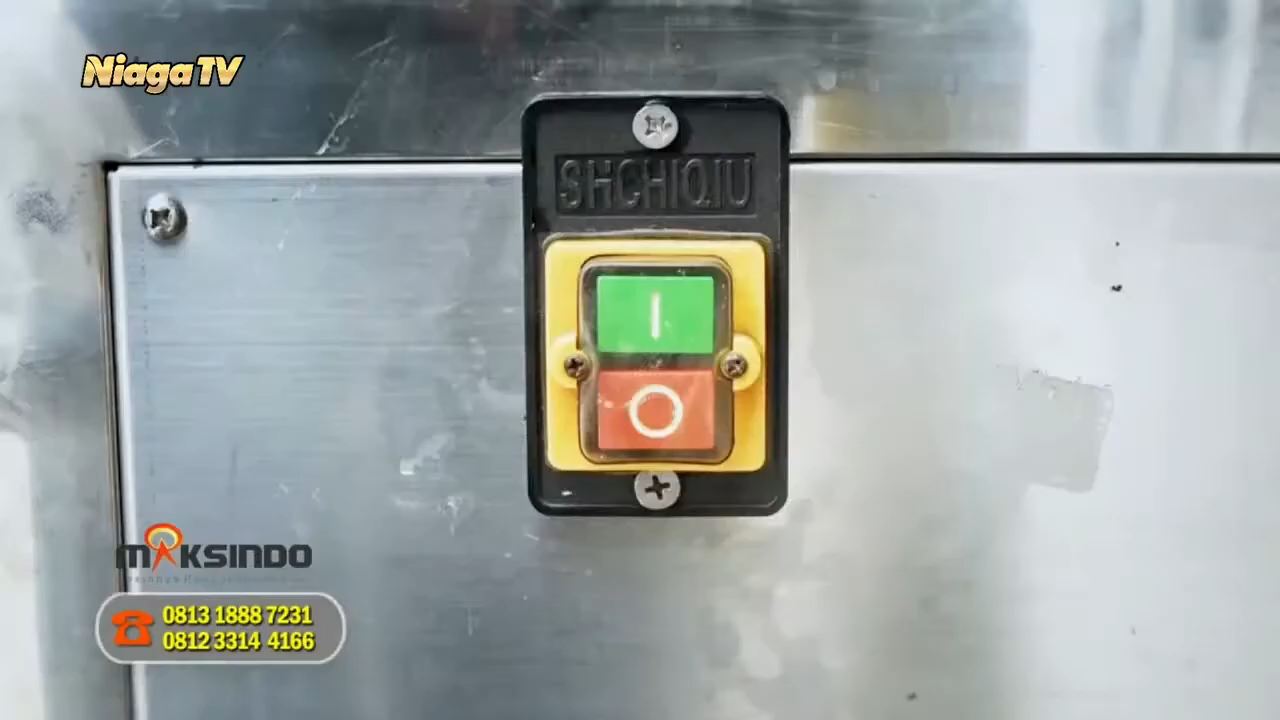 NiagaTV
SHCHIQIU
I
O
MAKSINDO
0813 1888 7231
0812 3314 4166